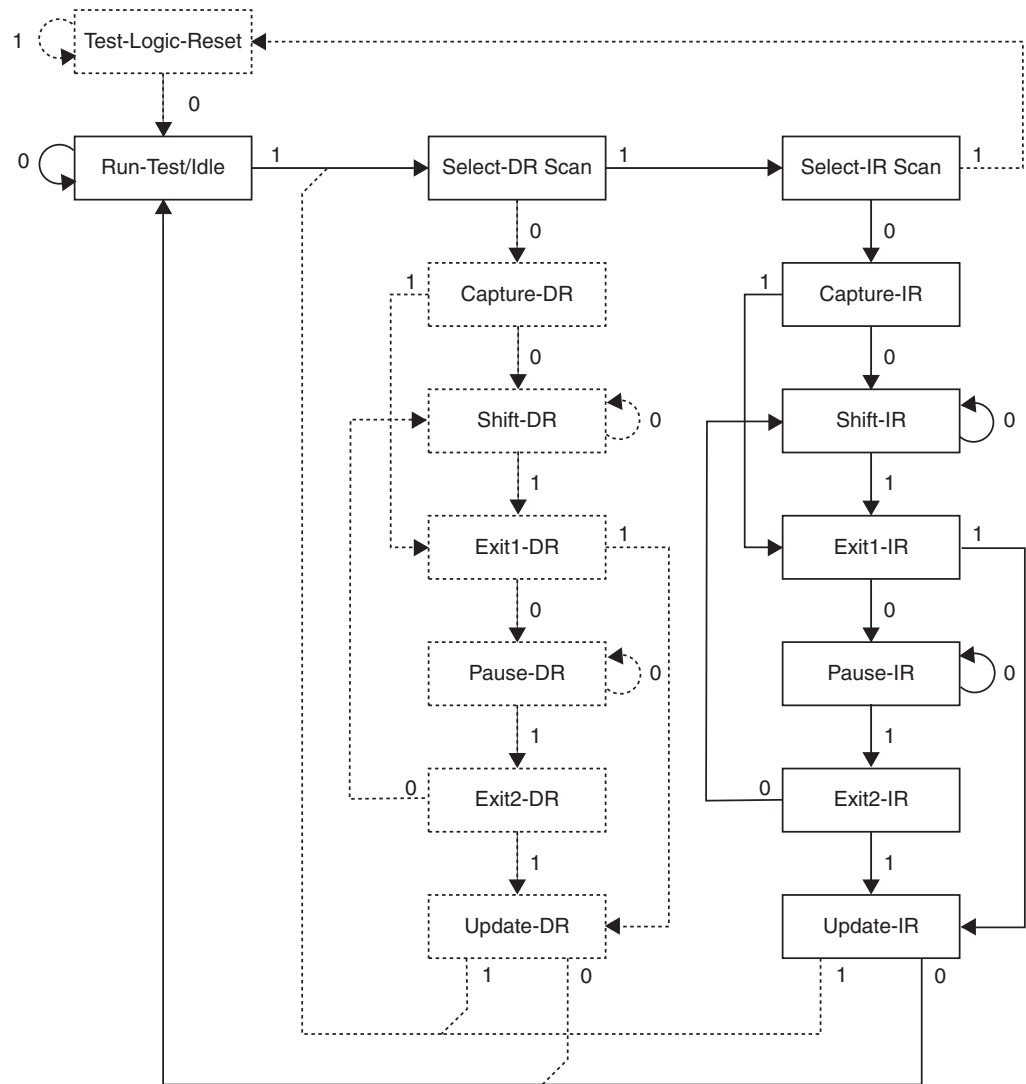 1 Test-Logic-Reset
0
0 Run-Test/Idle 1 Select-DR Scan 1 Select-IR Scan 1
0 0
1 Capture-DR 1 Capture-IR
0 0
Shift-DR 0 Shift-IR 0
1 1
Exit1-DR 1 Exit1-IR 1
0 0
Pause-DR 0 Pause-IR 0
1 1
0 Exit2-DR 0 Exit2-IR
1 1
Update-DR Update-IR
1 0 1 0